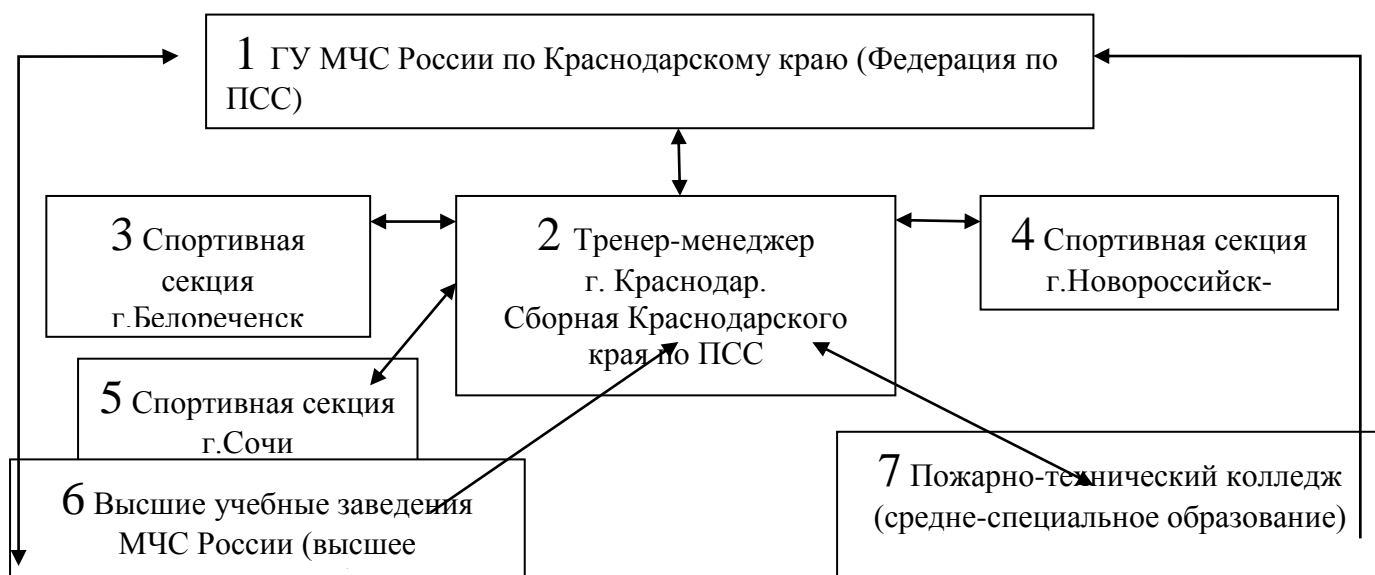 1 ГУ МЧС России по Краснодарскому краю (Федерация по
ПСС)
3 Спортивная
секция
г.Белореченск
2 Тренер-менеджер
г. Краснодар.
Сборная Краснодарского
края по ПСС
4 Спортивная секция
г.Новороссийск-
5 Спортивная секция
г.Сочи
6 Высшие учебные заведения
МЧС России (высшее
7 Пожарно-технический колледж
(средне-специальное образование)